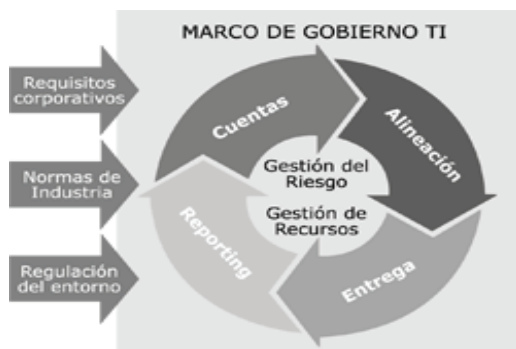 MARCO DE GOBIERNO TI
Requisitos
corporativos
Normas de
Industria
Regulación
del entorno
Cuentas
Alineación
Entrega
Reporting
Gestión del
Riesgo
Gestión de
Recursos